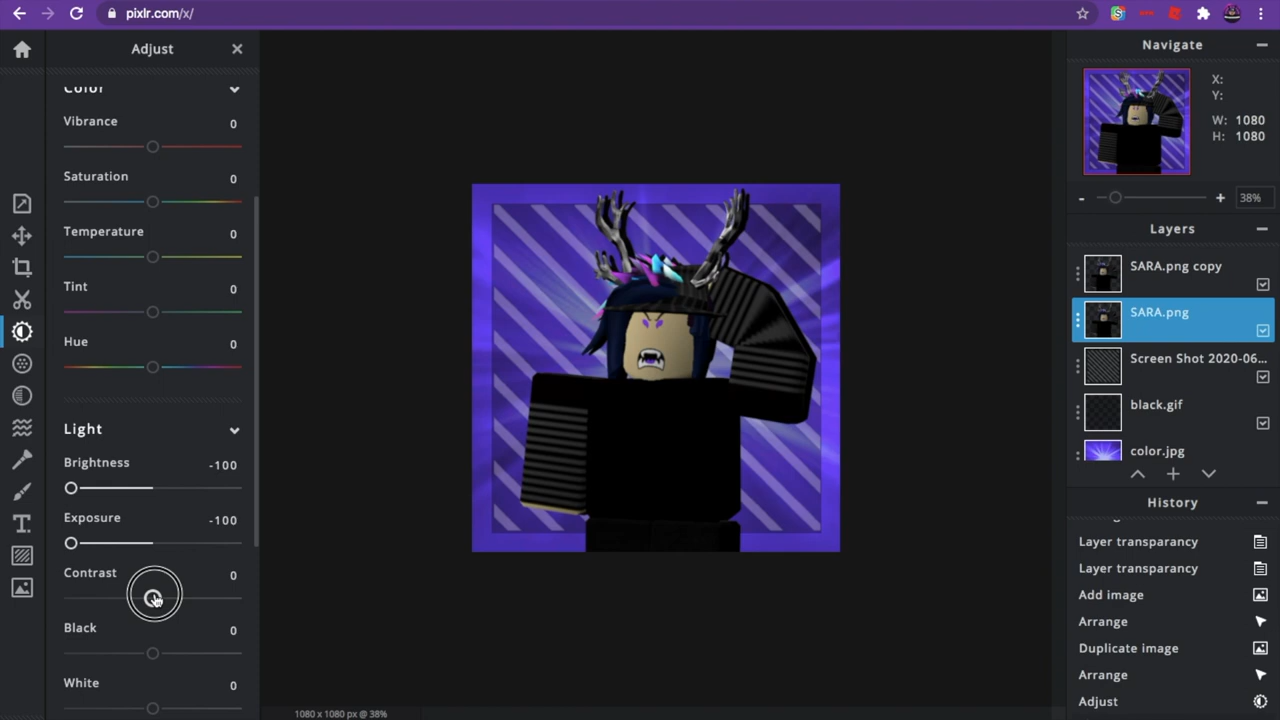 pixlr.com/x/
Adjust
Color
Vibrance 0
Saturation 0
Temperature 0
Tint 0
Hue 0
Light
Brightness -100
Exposure -100
Contrast 0
Black 0
White 0
1080 x 1080 px @ 38%
Navigate
X:
Y:
W: 1080
H: 1080
- + 38%
Layers
SARA.png copy
SARA.png
Screen Shot 2020-06...
black.gif
color.jpg
History
Layer transparancy
Layer transparancy
Add image
Arrange
Duplicate image
Arrange
Adjust